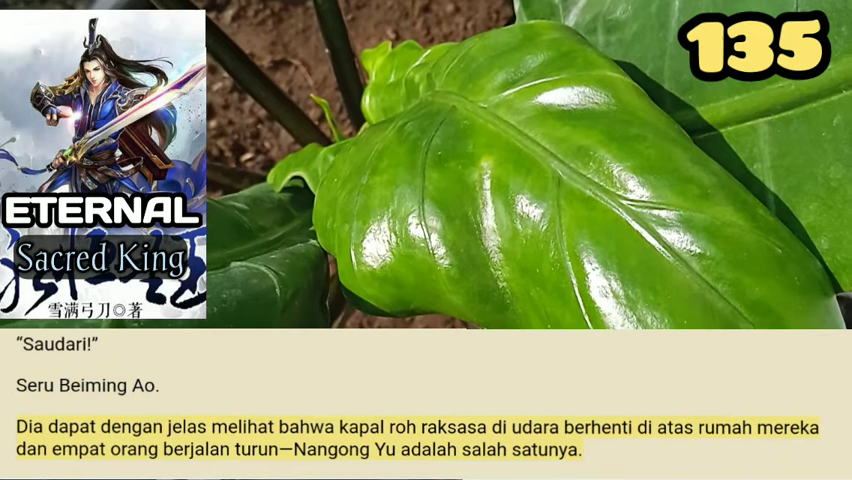 135
ETERNAL
Sacred King
雪满弓刀◎著
“Saudari!”
Seru Beiming Ao.
Dia dapat dengan jelas melihat bahwa kapal roh raksasa di udara berhenti di atas rumah mereka
dan empat orang berjalan turun—Nangong Yu adalah salah satunya.